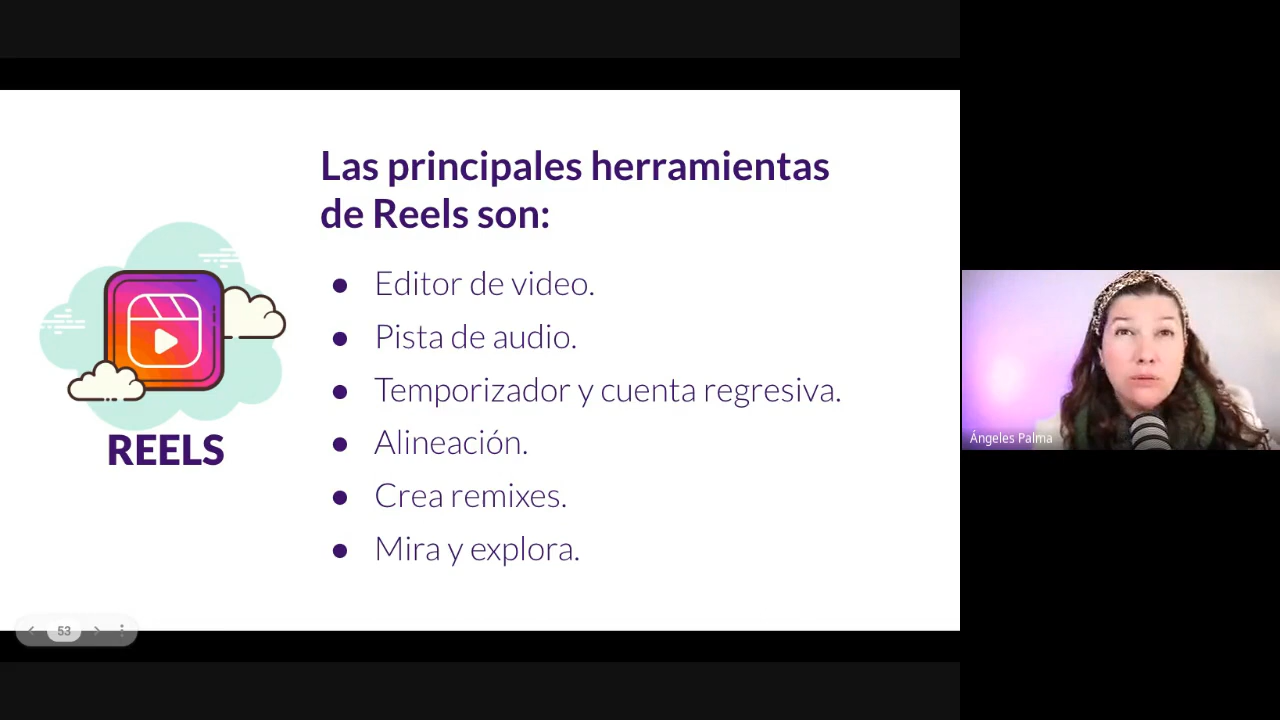 Las principales herramientas
de Reels son:
● Editor de video.
● Pista de audio.
● Temporizador y cuenta regresiva.
● Alineación.
● Crea remixes.
● Mira y explora.
REELS
Ángeles Palma
53